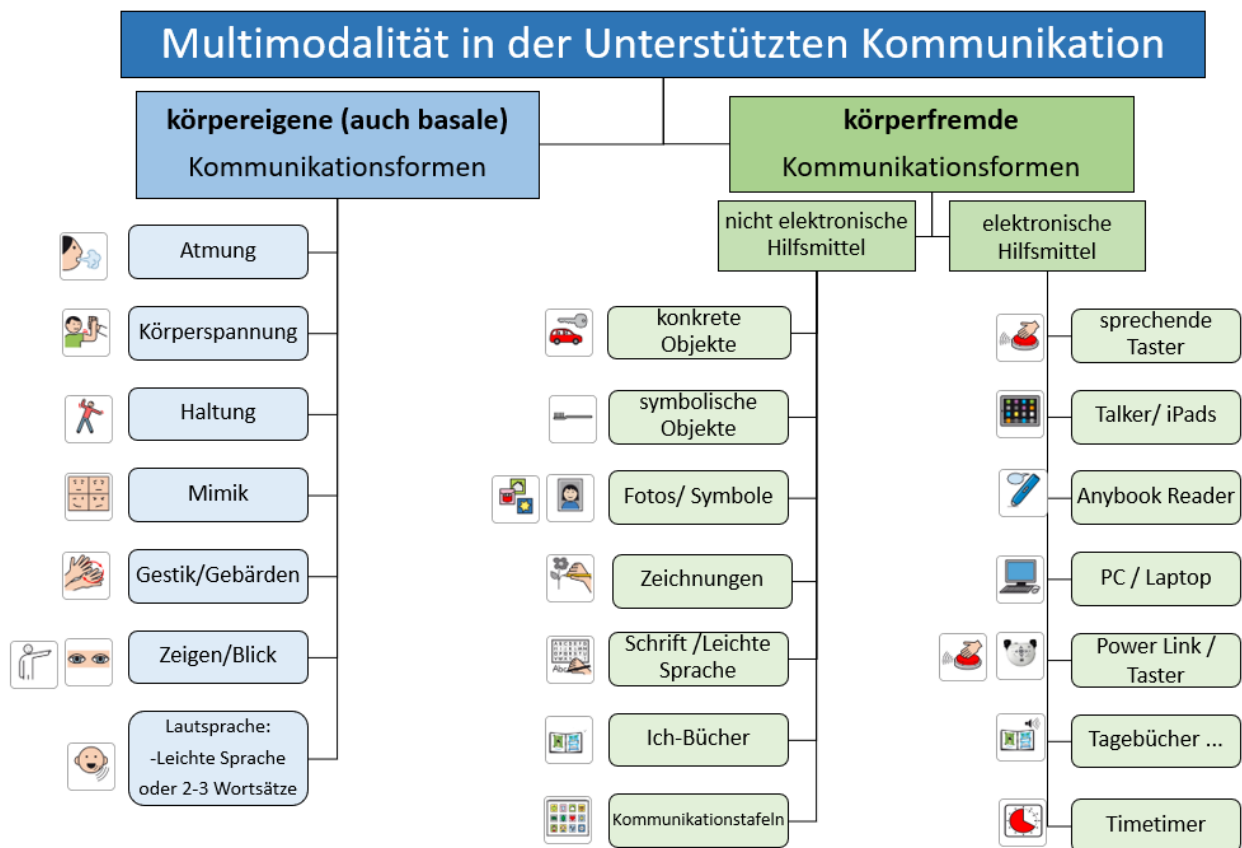 Multimodalität in der Unterstützten Kommunikation
körpereigene (auch basale)
Kommunikationsformen
Atmung
Körperspannung
Haltung
Mimik
Gestik/Gebärden
Zeigen/Blick
Lautsprache:
-Leichte Sprache
oder 2-3 Wortsätze
körperfremde
Kommunikationsformen
nicht elektronische
Hilfsmittel
konkrete
Objekte
symbolische
Objekte
Fotos/ Symbole
Zeichnungen
Schrift /Leichte
Sprache
Ich-Bücher
Kommunikationstafeln
elektronische
Hilfsmittel
sprechende
Taster
Talker/ iPads
Anybook Reader
PC / Laptop
Power Link /
Taster
Tagebücher ...
Timetimer